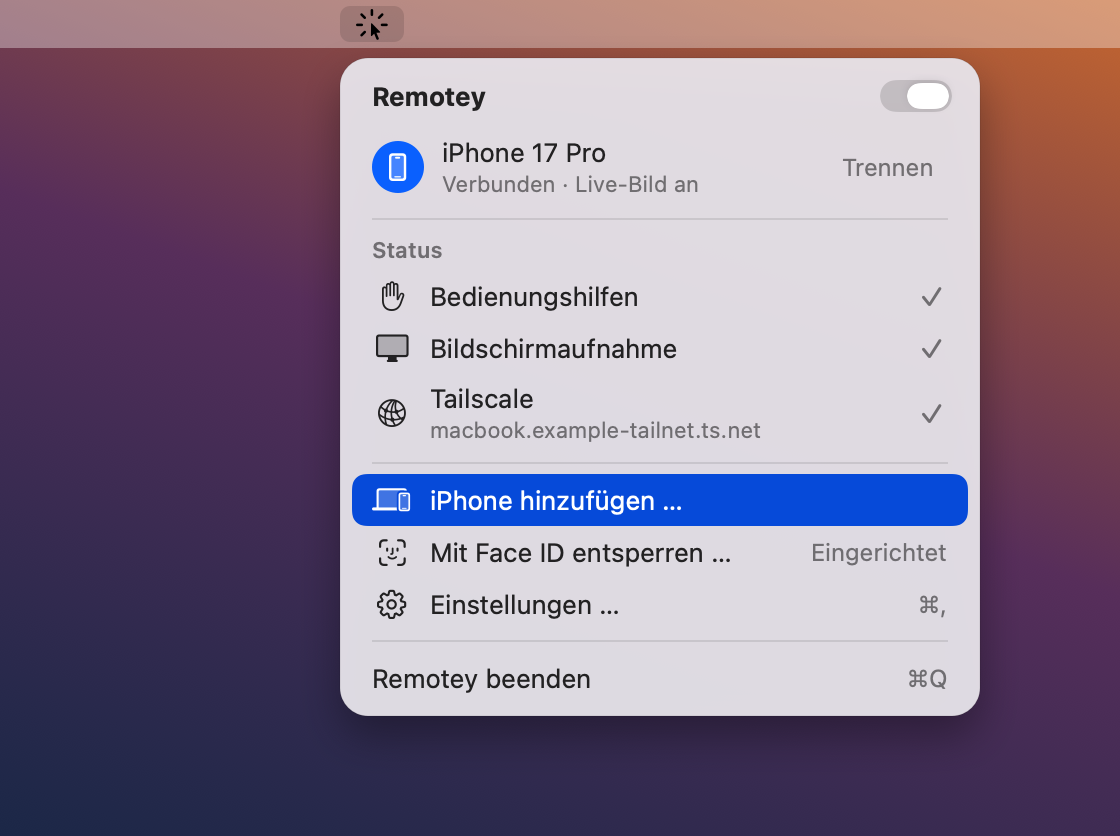 Remotey
iPhone 17 Pro
Verbunden · Live-Bild an
Trennen
Status
Bedienungshilfen
Bildschirmaufnahme
Tailscale
macbook.example-tailnet.ts.net
iPhone hinzufügen ...
Mit Face ID entsperren ... Eingerichtet
Einstellungen ... ⌘,
Remotey beenden ⌘Q